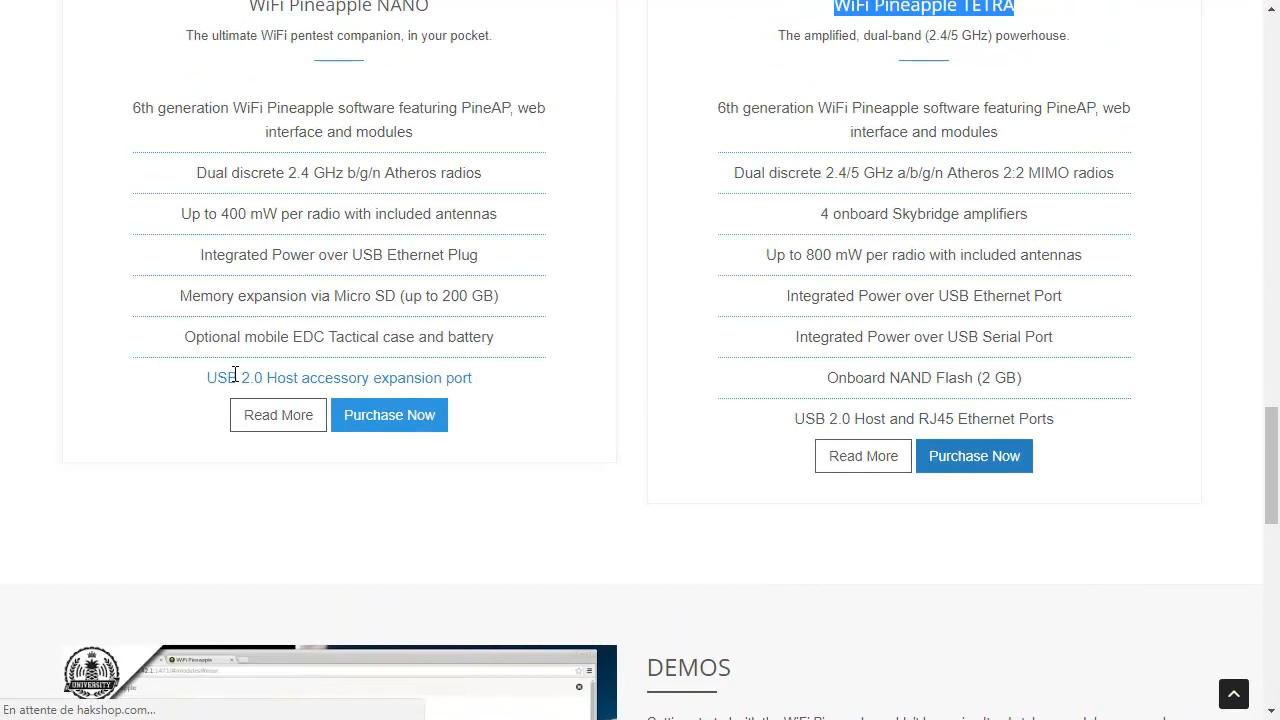 WiFi Pineapple NANO
The ultimate WiFi pentest companion, in your pocket.
6th generation WiFi Pineapple software featuring PineAP, web
interface and modules
Dual discrete 2.4 GHz b/g/n Atheros radios
Up to 400 mW per radio with included antennas
Integrated Power over USB Ethernet Plug
Memory expansion via Micro SD (up to 200 GB)
Optional mobile EDC Tactical case and battery
USB 2.0 Host accessory expansion port
Read More
Purchase Now
WiFi Pineapple TETRA
The amplified, dual-band (2.4/5 GHz) powerhouse.
6th generation WiFi Pineapple software featuring PineAP, web
interface and modules
Dual discrete 2.4/5 GHz a/b/g/n Atheros 2:2 MIMO radios
4 onboard Skybridge amplifiers
Up to 800 mW per radio with included antennas
Integrated Power over USB Ethernet Port
Integrated Power over USB Serial Port
Onboard NAND Flash (2 GB)
USB 2.0 Host and RJ45 Ethernet Ports
Read More
Purchase Now
WiFi Pineapple
UNIVERSITY
DEMOS
En attente de hakshop.com...